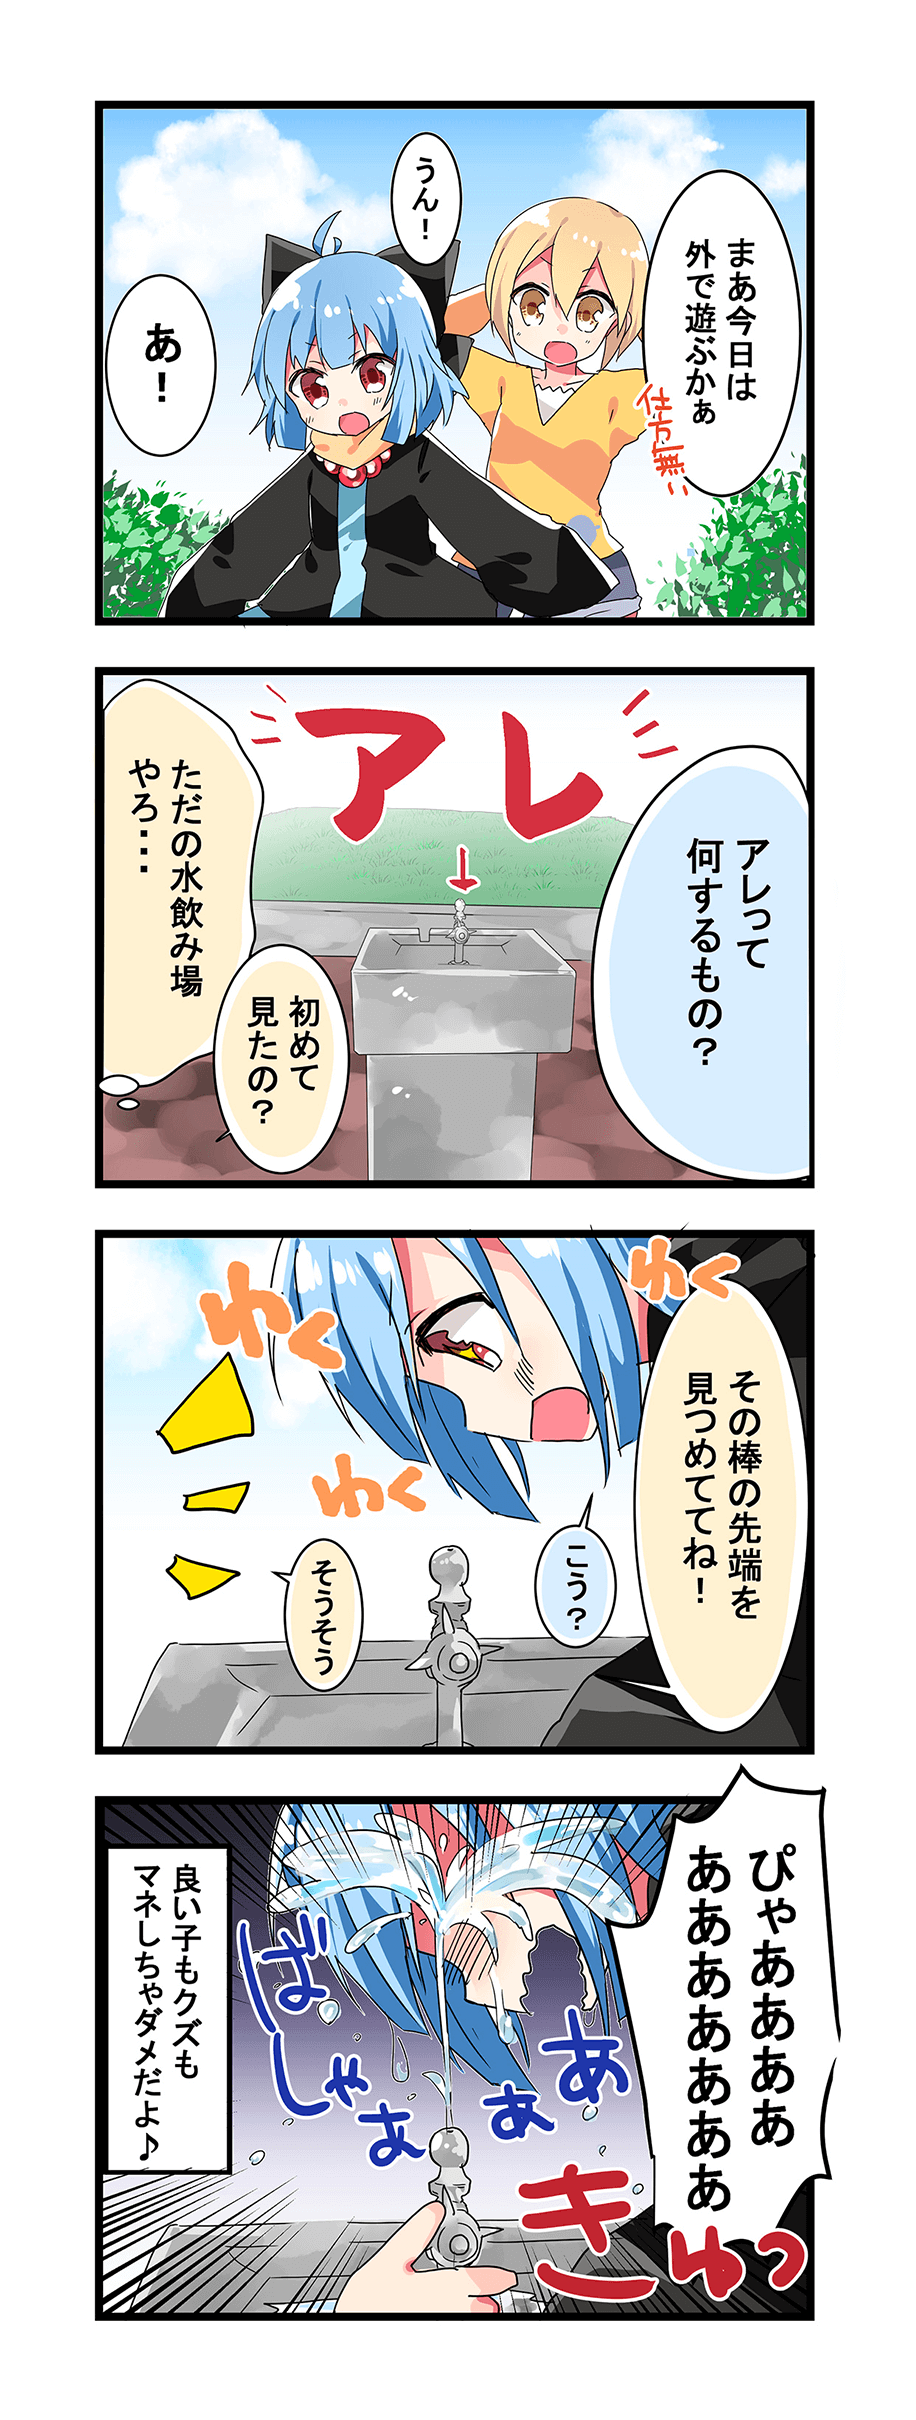 まあ今日は
外で遊ぶかぁ
仕方無い
うん！
あ！
アレ
アレって
何するもの？
初めて
見たの？
ただの水飲み場
やろ・・・
わく
わく
わく
その棒の先端を
見つめててね！
こう？
そうそう
ぴゃああああ
ああああああああ
ばしゃぁぁぁ
きゅっ
良い子もクズも
マネしちゃダメだよ♪